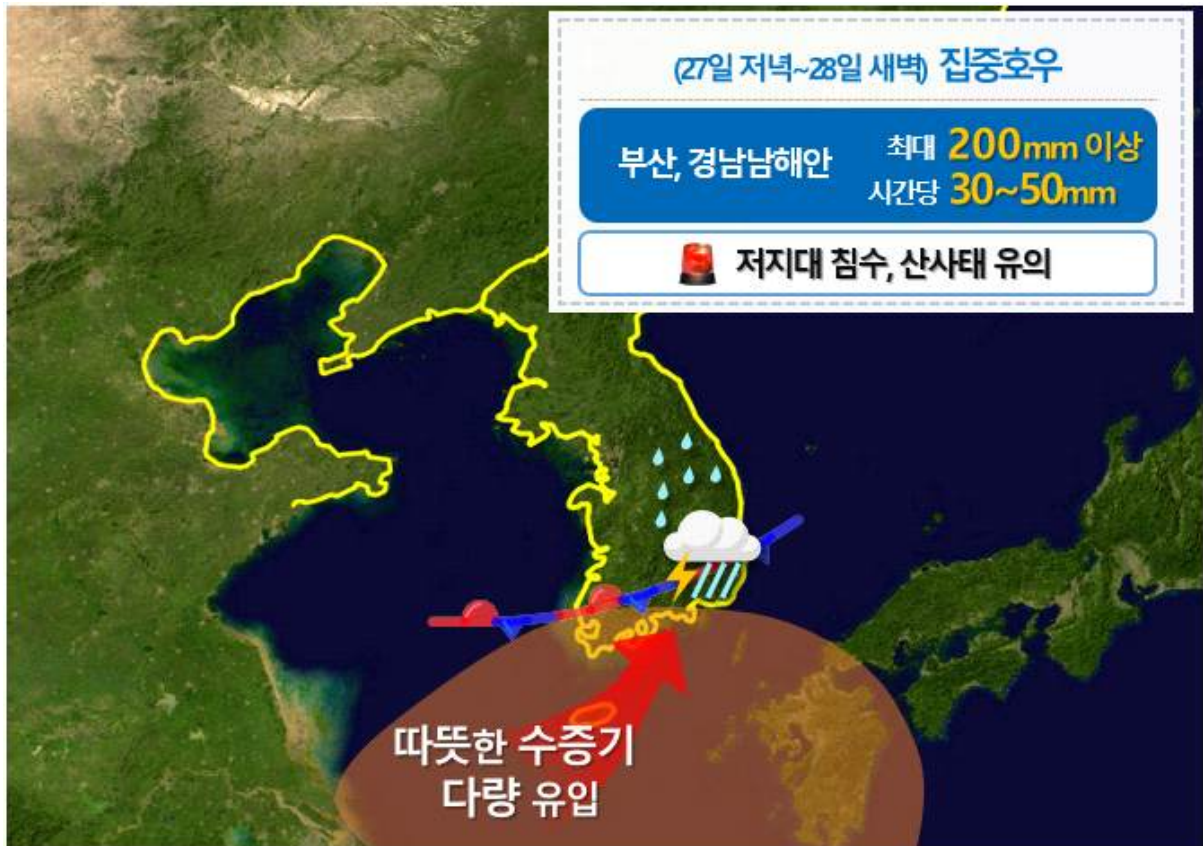 (27일 저녁~28일 새벽) 집중호우
부산, 경남남해안
최대 200mm 이상
시간당 30~50mm
저지대 침수, 산사태 유의
따뜻한 수증기
다량 유입